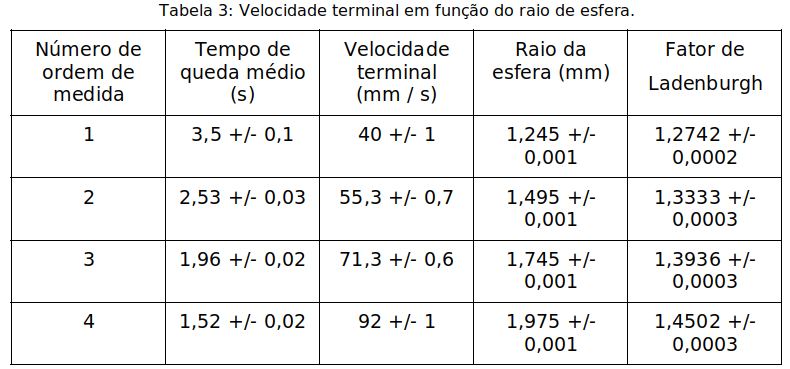 Tabela 3: Velocidade terminal em função do raio de esfera.
Número de ordem de medida | Tempo de queda médio (s) | Velocidade terminal (mm / s) | Raio da esfera (mm) | Fator de Ladenburgh
1 | 3,5 +/- 0,1 | 40 +/- 1 | 1,245 +/- 0,001 | 1,2742 +/- 0,0002
2 | 2,53 +/- 0,03 | 55,3 +/- 0,7 | 1,495 +/- 0,001 | 1,3333 +/- 0,0003
3 | 1,96 +/- 0,02 | 71,3 +/- 0,6 | 1,745 +/- 0,001 | 1,3936 +/- 0,0003
4 | 1,52 +/- 0,02 | 92 +/- 1 | 1,975 +/- 0,001 | 1,4502 +/- 0,0003